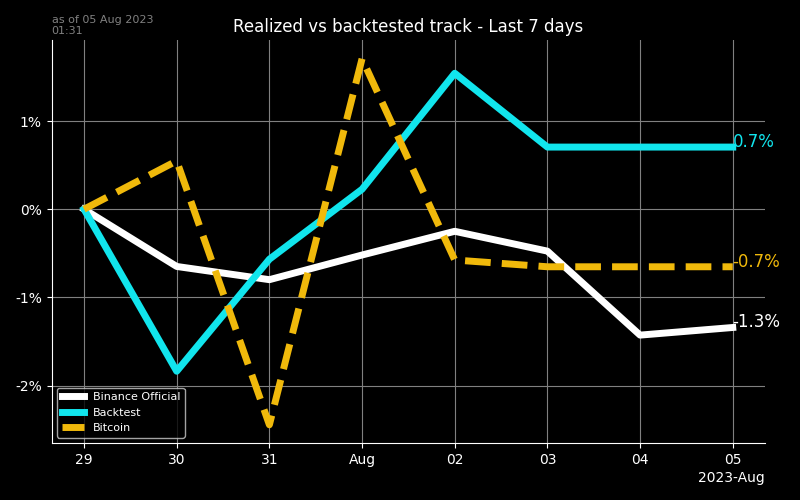 as of 05 Aug 2023
01:31
Realized vs backtested track - Last 7 days
1%
0%
-1%
-2%
0.7%
-0.7%
-1.3%
Binance Official
Backtest
Bitcoin
29 30 31 Aug 02 03 04 05
2023-Aug